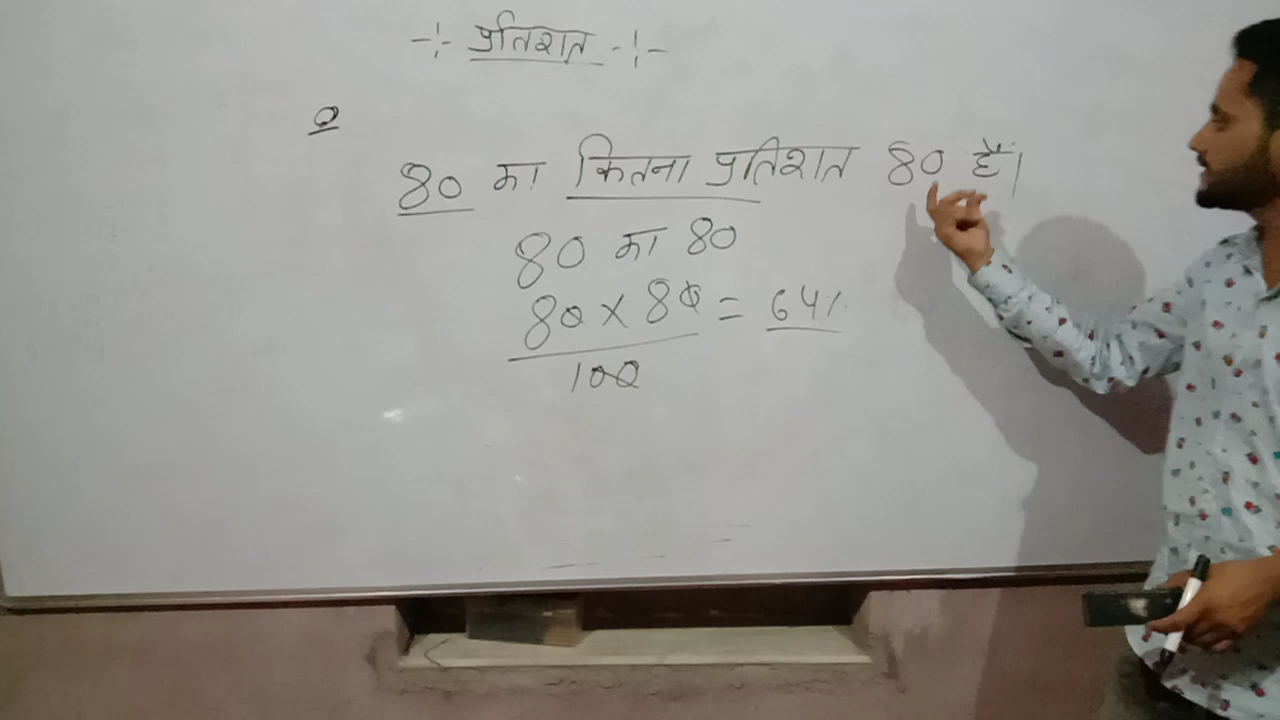 -:- प्रतिशत -:-
Q
80 का कितना प्रतिशत 80 है।
80 का 80
80 x 80 = 64%
100